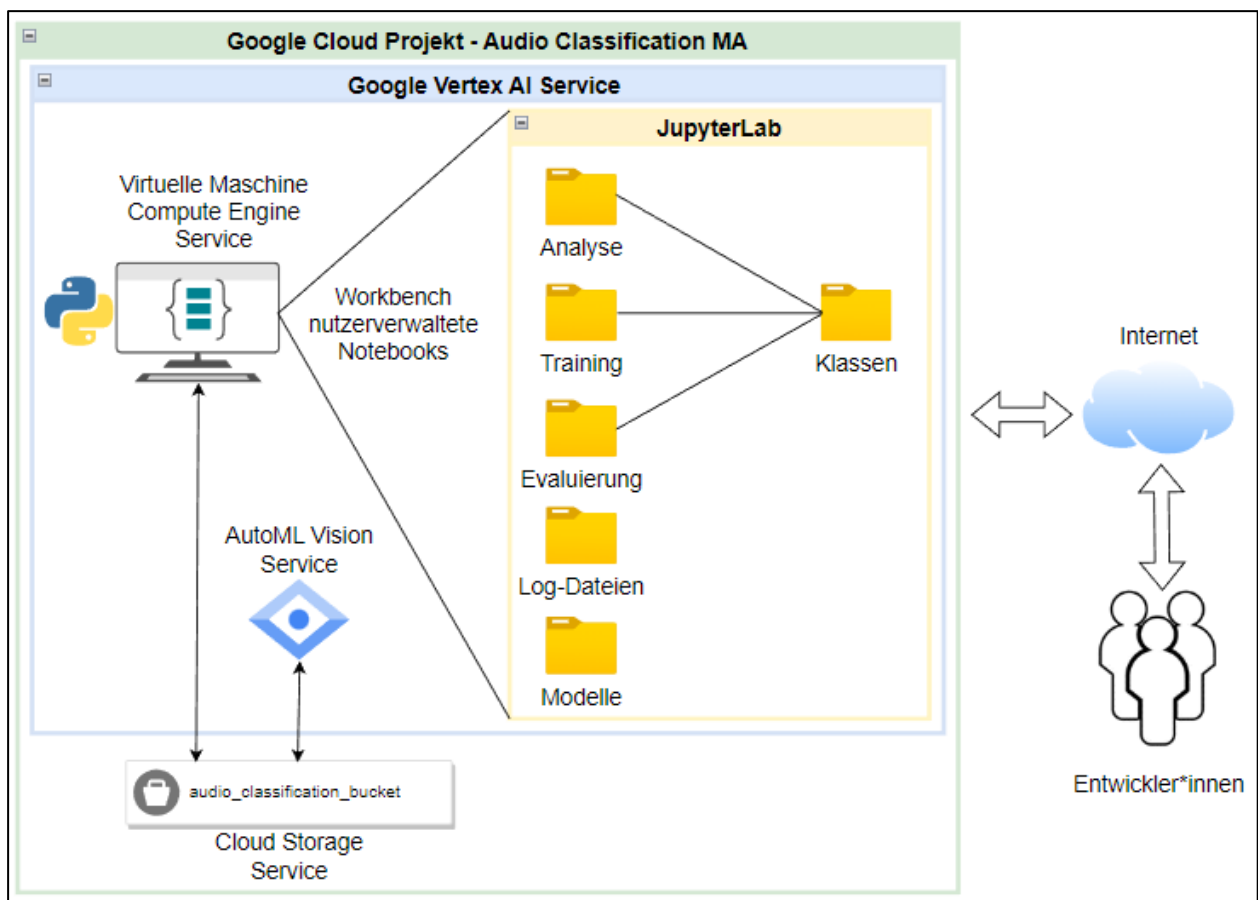 Google Cloud Projekt - Audio Classification MA
Google Vertex AI Service
Virtuelle Maschine
Compute Engine
Service
Workbench
nutzerverwaltete
Notebooks
AutoML Vision
Service
JupyterLab
Analyse
Training
Klassen
Evaluierung
Log-Dateien
Modelle
audio_classification_bucket
Cloud Storage
Service
Internet
Entwickler*innen